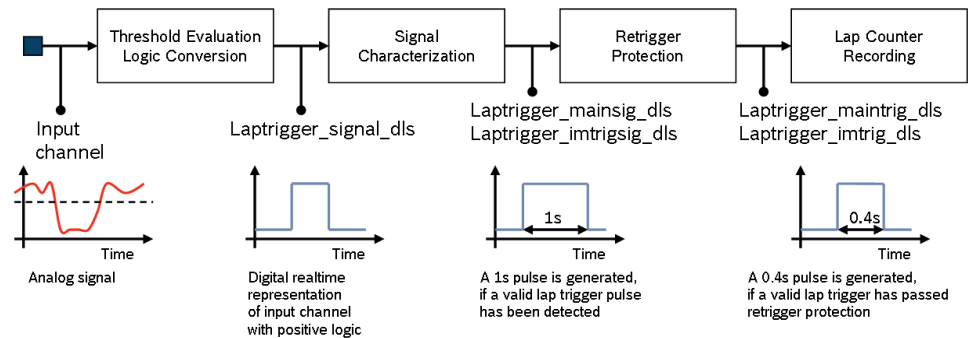 Threshold Evaluation
Logic Conversion
Signal
Characterization
Retrigger
Protection
Lap Counter
Recording
Input
channel
Laptrigger_signal_dls
Laptrigger_mainsig_dls
Laptrigger_imtrigsig_dls
Laptrigger_maintrig_dls
Laptrigger_imtrig_dls
Time
Analog signal
Time
Digital realtime
representation
of input channel
with positive logic
1s
Time
A 1s pulse is generated,
if a valid lap trigger pulse
has been detected
0.4s
Time
A 0.4s pulse is generated,
if a valid lap trigger has passed
retrigger protection